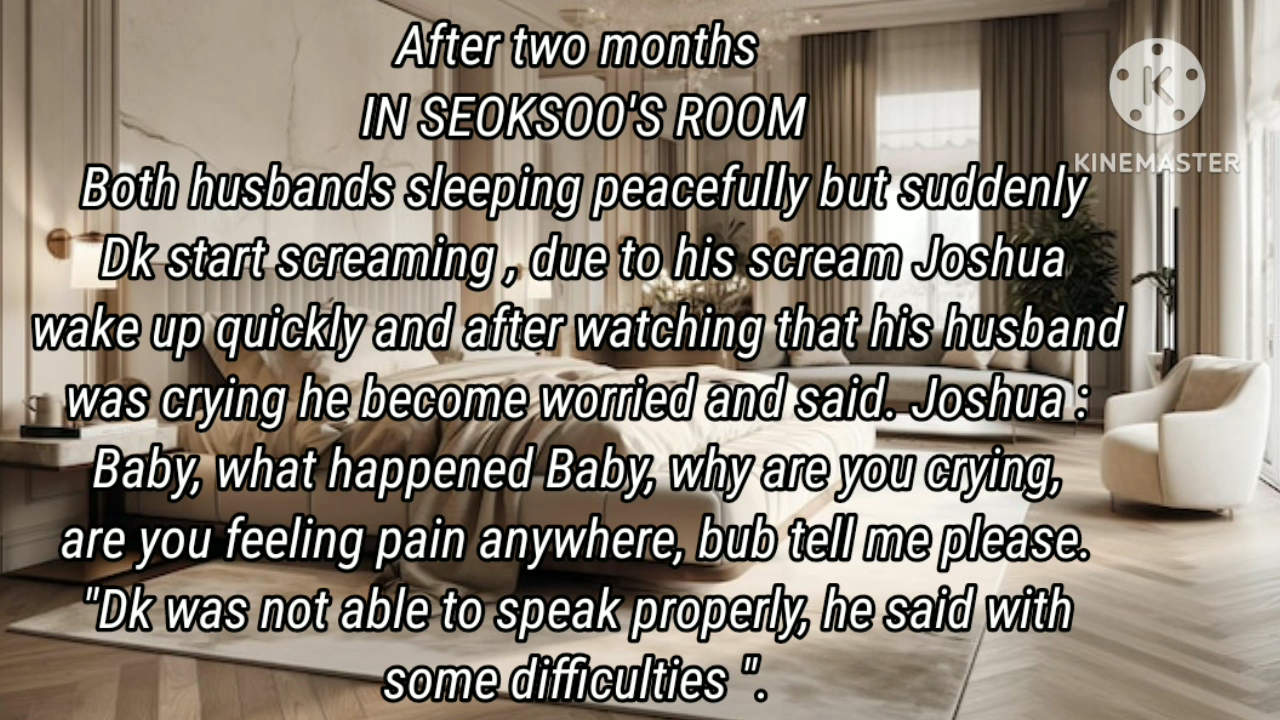 After two months
IN SEOKSOO'S ROOM
Both husbands sleeping peacefully but suddenly
Dk start screaming , due to his scream Joshua
wake up quickly and after watching that his husband
was crying he become worried and said. Joshua :
Baby, what happened Baby, why are you crying,
are you feeling pain anywhere, bub tell me please.
"Dk was not able to speak properly, he said with
some difficulties ".
K
KINEMASTER